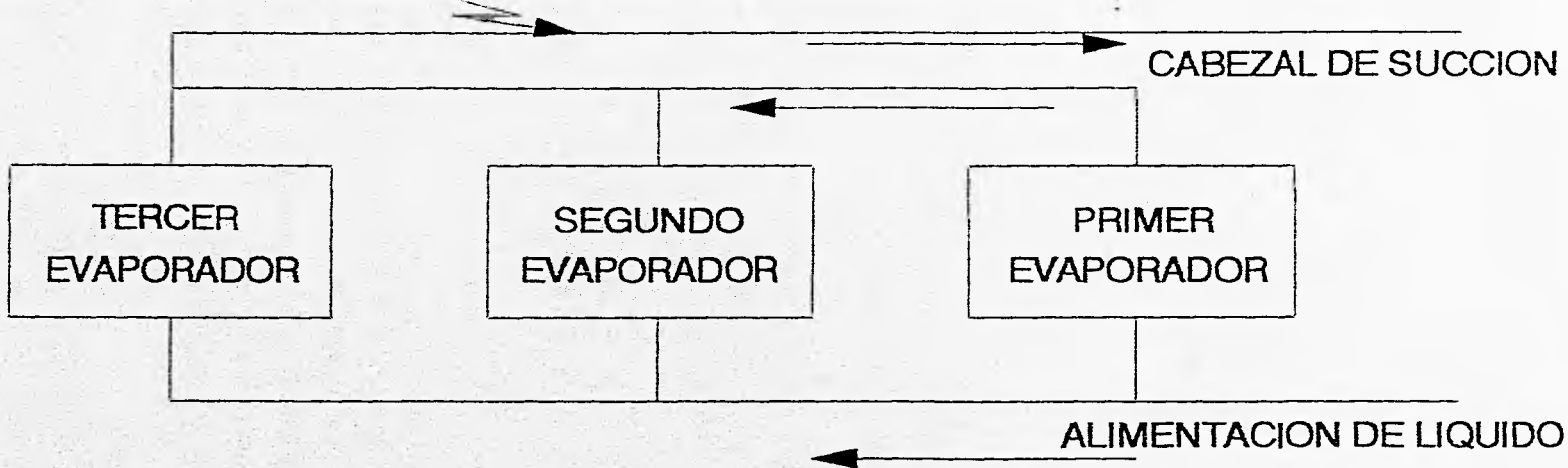 CABEZAL DE SUCCION
TERCER
EVAPORADOR
SEGUNDO
EVAPORADOR
PRIMER
EVAPORADOR
ALIMENTACION DE LIQUIDO